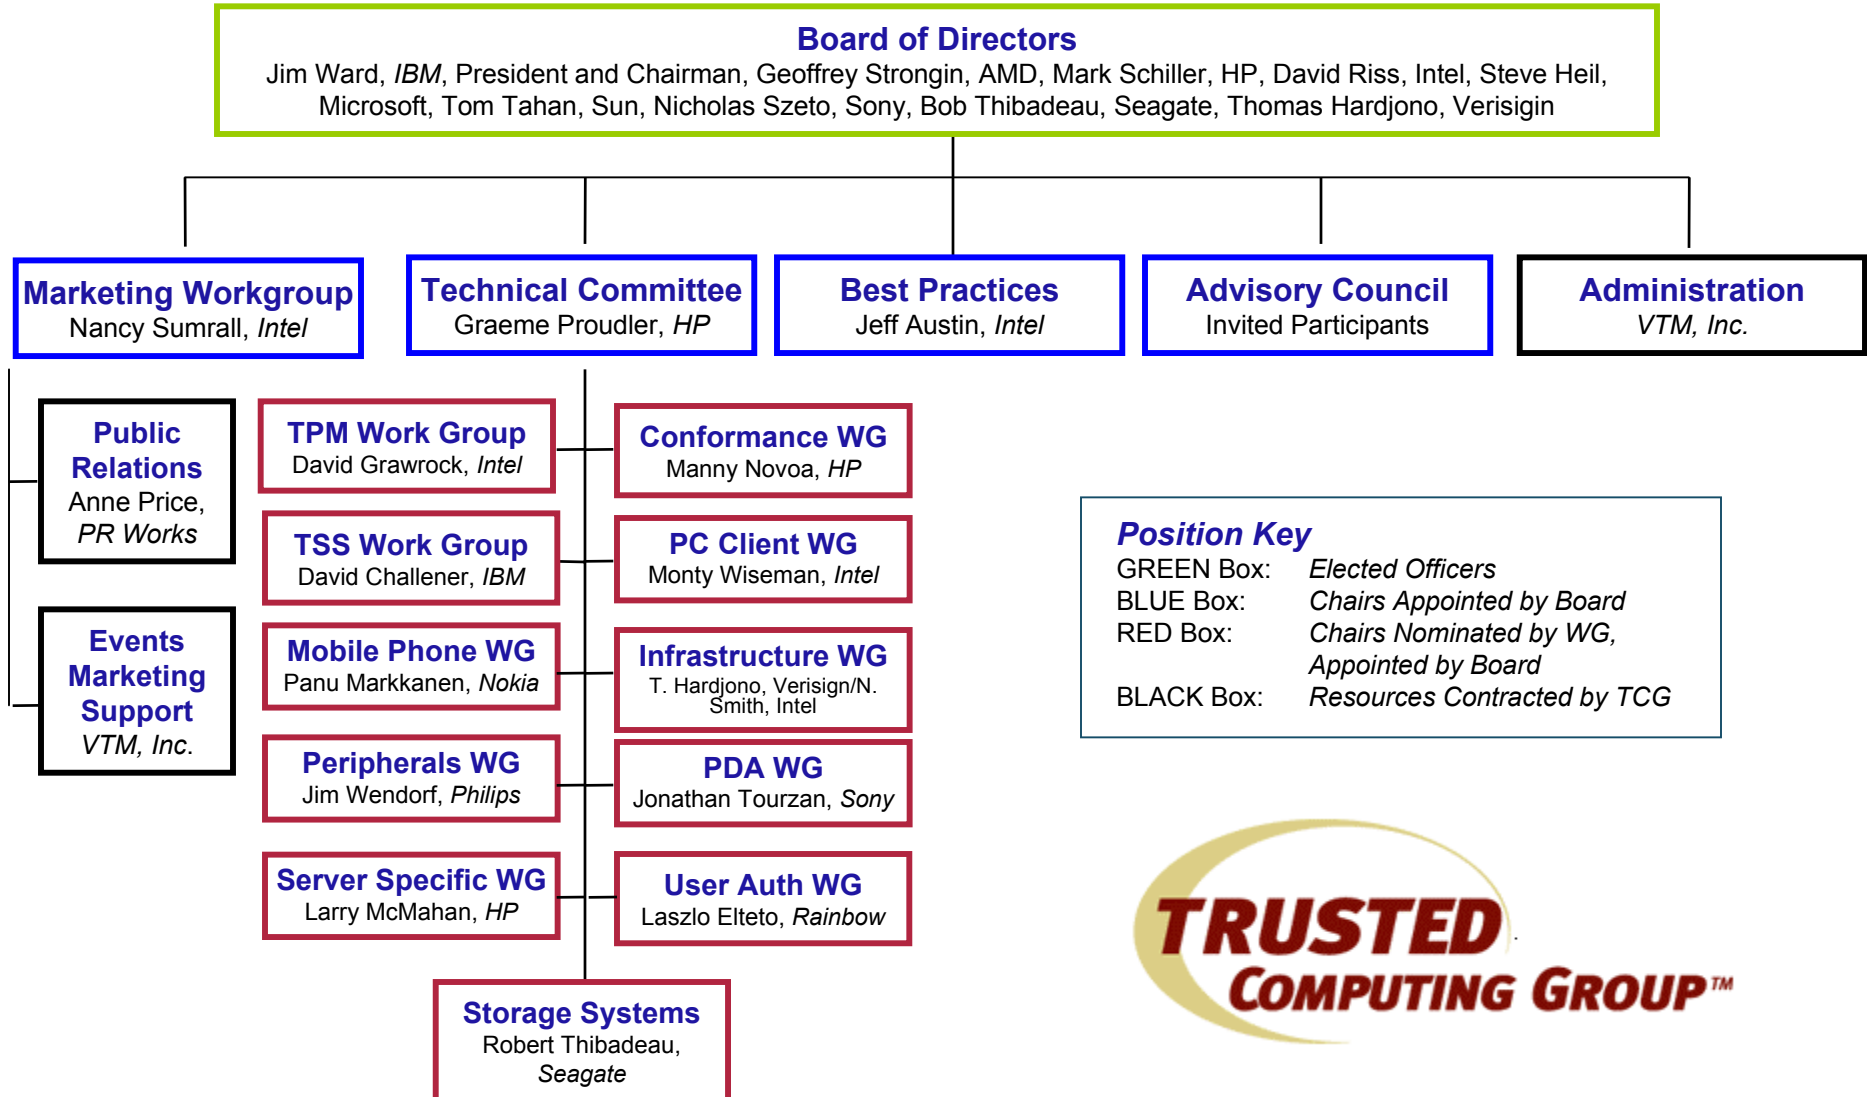 Board of Directors
Jim Ward, IBM, President and Chairman, Geoffrey Strongin, AMD, Mark Schiller, HP, David Riss, Intel, Steve Heil,
Microsoft, Tom Tahan, Sun, Nicholas Szeto, Sony, Bob Thibadeau, Seagate, Thomas Hardjono, Verisigin
Marketing Workgroup
Nancy Sumrall, Intel
Technical Committee
Graeme Proudler, HP
Best Practices
Jeff Austin, Intel
Advisory Council
Invited Participants
Administration
VTM, Inc.
Public
Relations
Anne Price,
PR Works
Events
Marketing
Support
VTM, Inc.
TPM Work Group
David Grawrock, Intel
Conformance WG
Manny Novoa, HP
TSS Work Group
David Challener, IBM
PC Client WG
Monty Wiseman, Intel
Mobile Phone WG
Panu Markkanen, Nokia
Infrastructure WG
T. Hardjono, Verisign/N.
Smith, Intel
Peripherals WG
Jim Wendorf, Philips
PDA WG
Jonathan Tourzan, Sony
Server Specific WG
Larry McMahan, HP
User Auth WG
Laszlo Elteto, Rainbow
Storage Systems
Robert Thibadeau,
Seagate
Position Key
GREEN Box: Elected Officers
BLUE Box: Chairs Appointed by Board
RED Box: Chairs Nominated by WG,
Appointed by Board
BLACK Box: Resources Contracted by TCG
TRUSTED
COMPUTING GROUP™